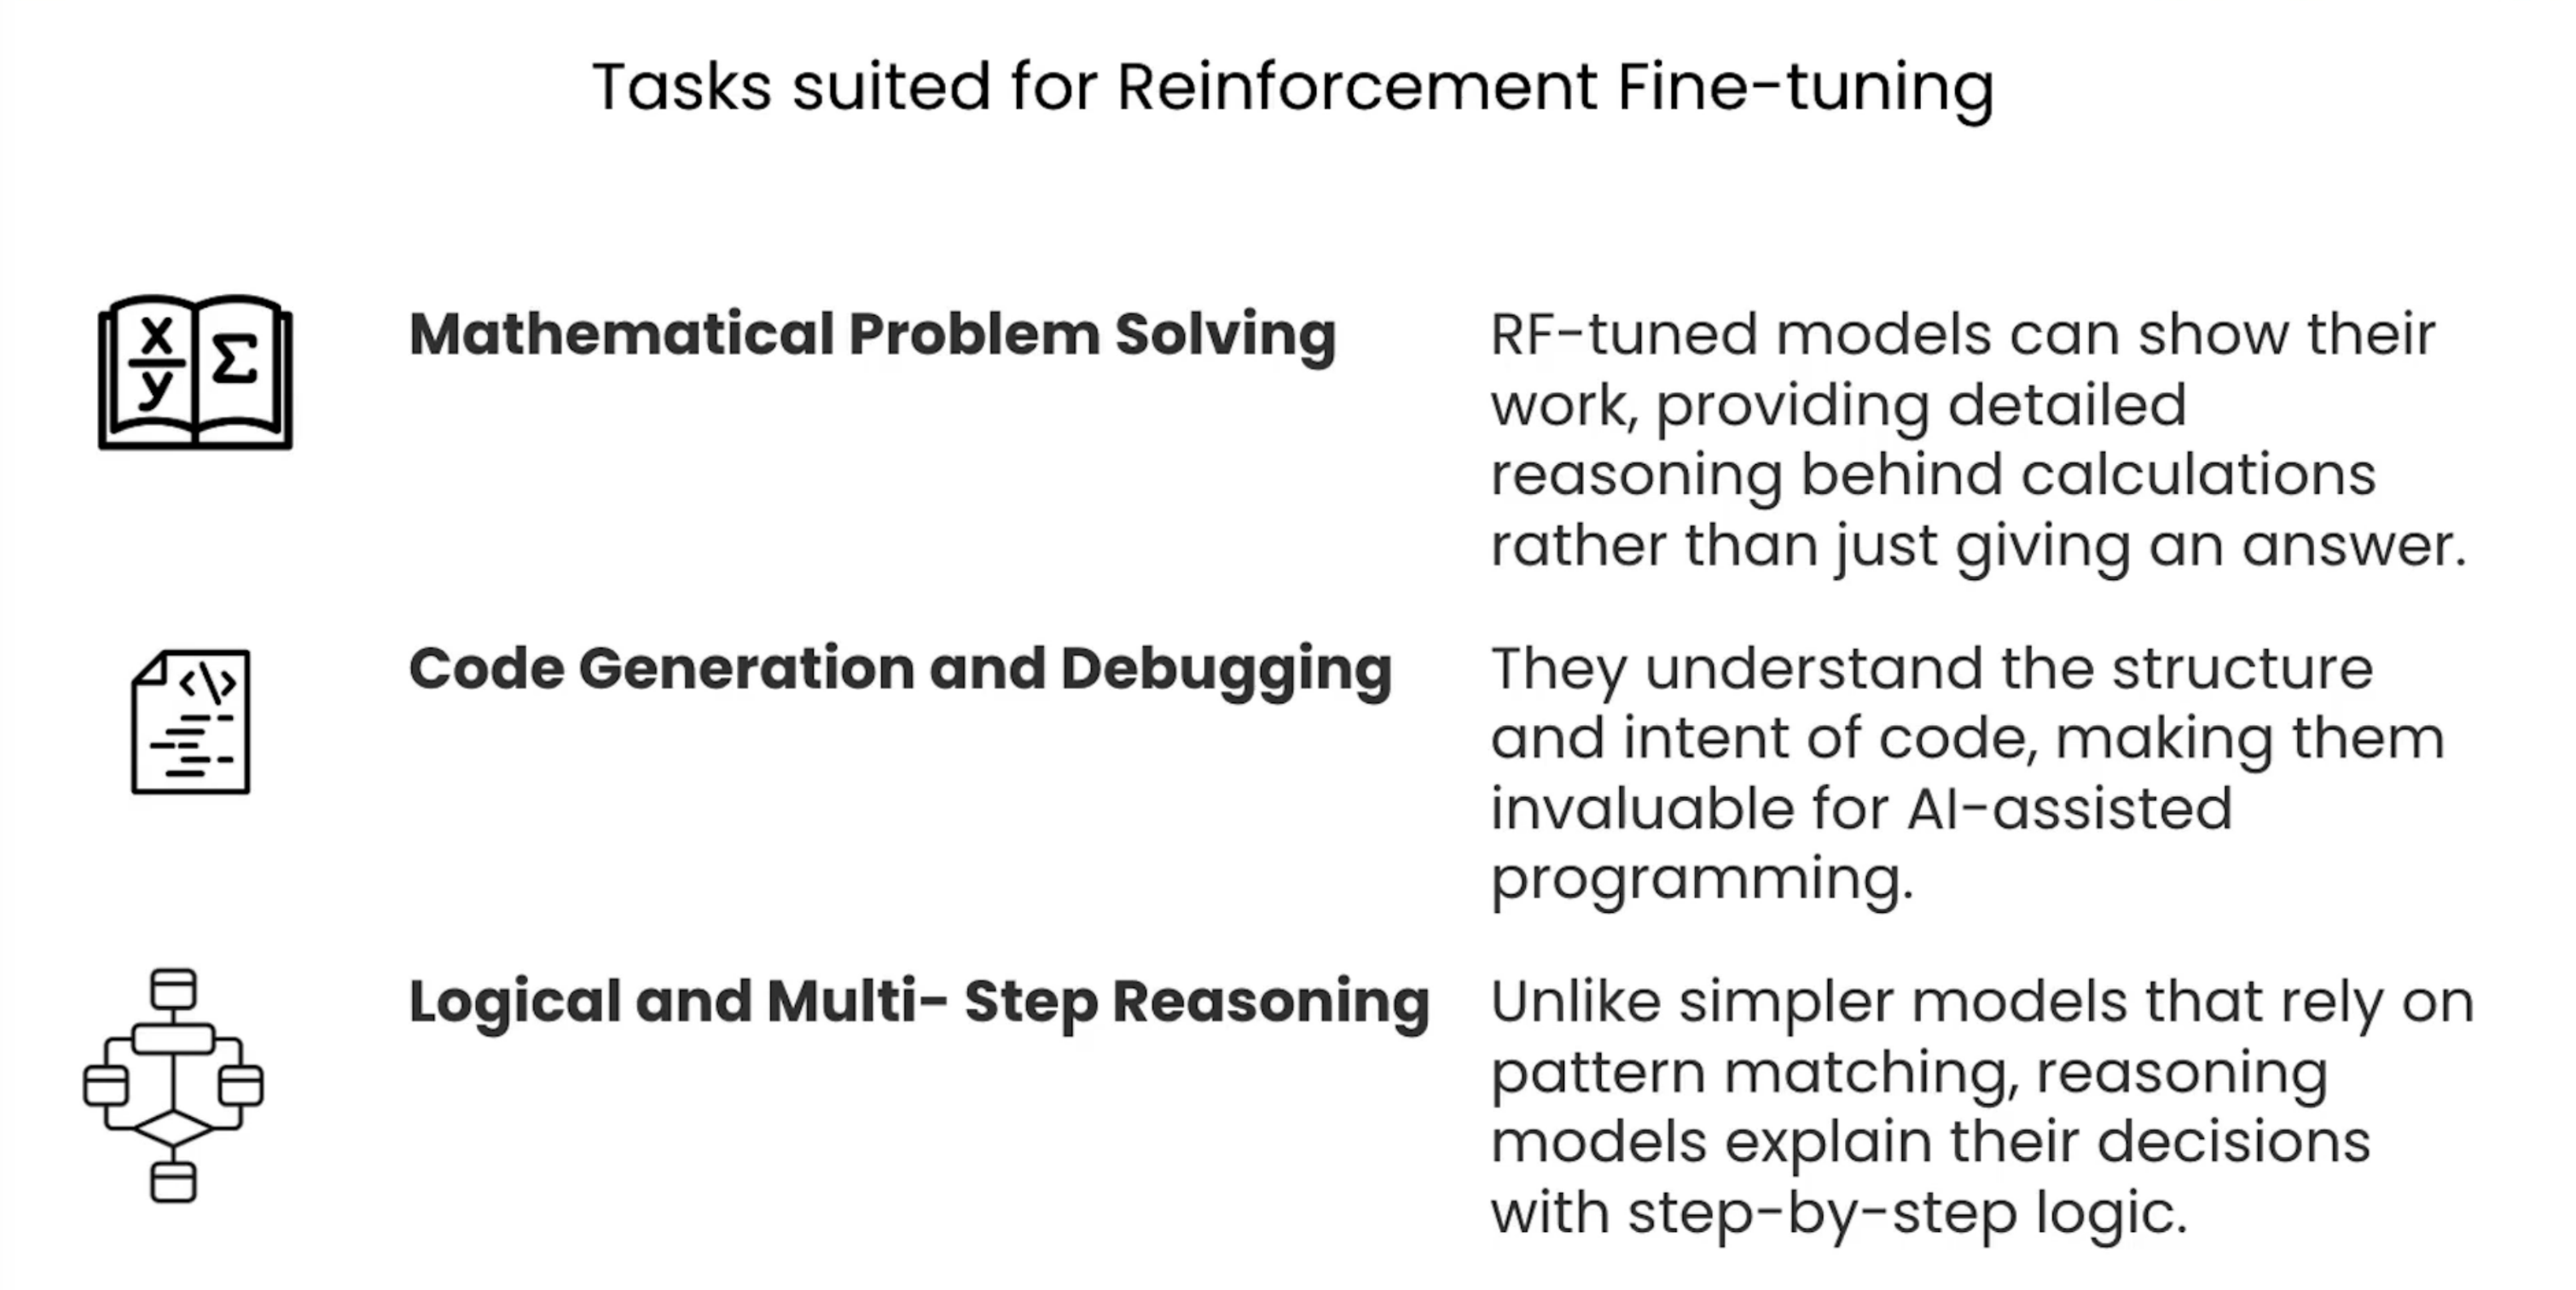 Tasks suited for Reinforcement Fine-tuning
x
y
Σ
Mathematical Problem Solving
RF-tuned models can show their
work, providing detailed
reasoning behind calculations
rather than just giving an answer.
<\>
Code Generation and Debugging
They understand the structure
and intent of code, making them
invaluable for AI-assisted
programming.
Logical and Multi- Step Reasoning
Unlike simpler models that rely on
pattern matching, reasoning
models explain their decisions
with step-by-step logic.